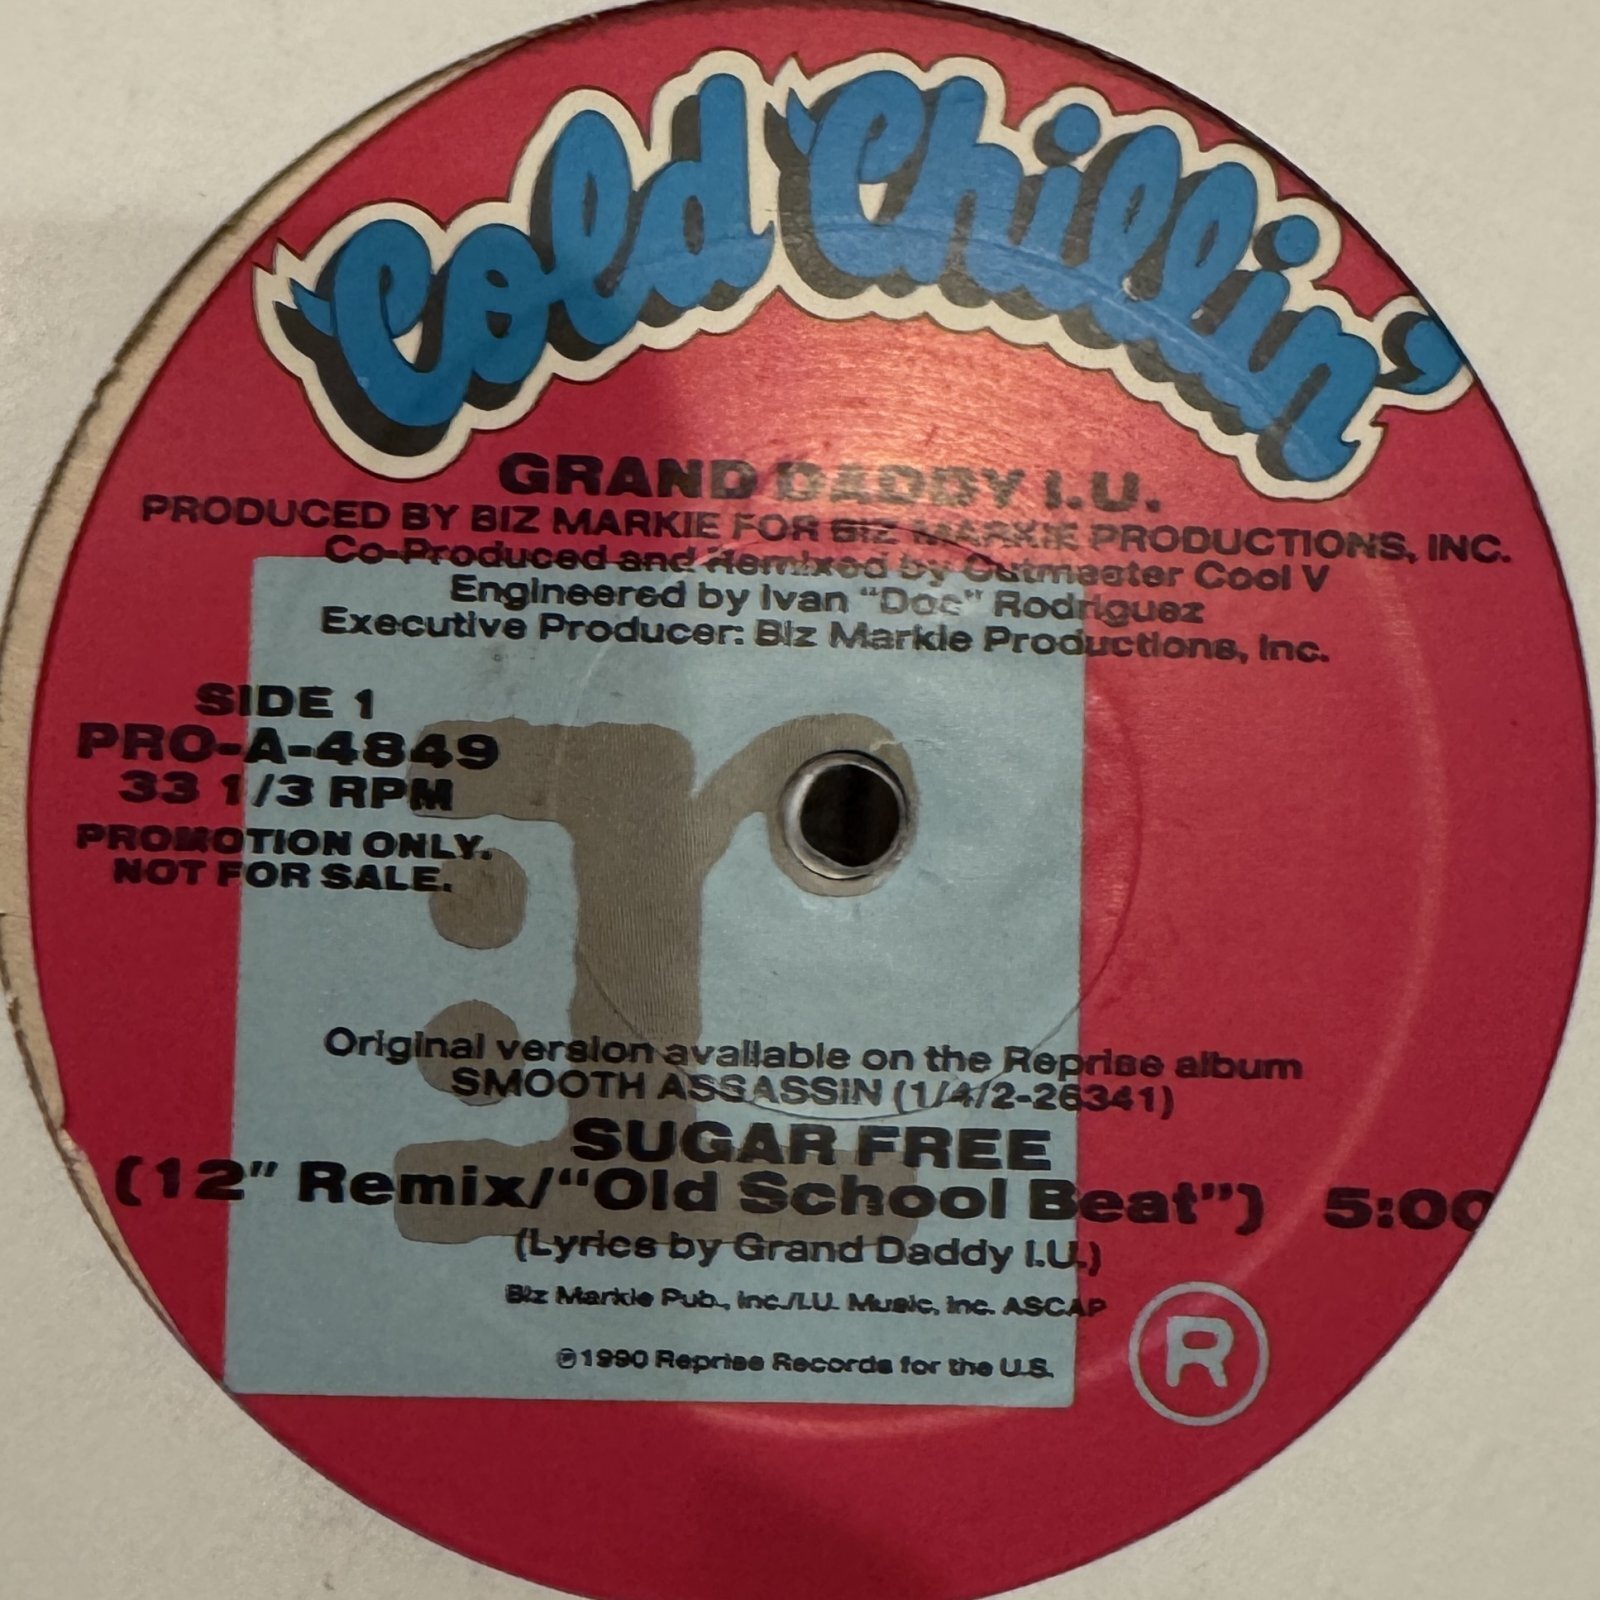 Cold Chillin'
GRAND DADDY I.U.
PRODUCED BY BIZ MARKIE FOR BIZ MARKIE PRODUCTIONS, INC.
Co-Produced and Remixed by Cutmaster Cool V
Engineered by Ivan “Doc” Rodriguez
Executive Producer: Biz Markie Productions, Inc.
SIDE 1
PRO-A-4849
33 1/3 RPM
PROMOTION ONLY.
NOT FOR SALE.
r
Original version available on the Reprise album
SMOOTH ASSASSIN (1/4/2-26341)
SUGAR FREE
(12” Remix/“Old School Beat”) 5:00
(Lyrics by Grand Daddy I.U.)
Biz Markie Pub., Inc./I.U. Music, Inc. ASCAP
℗1990 Reprise Records for the U.S.
®